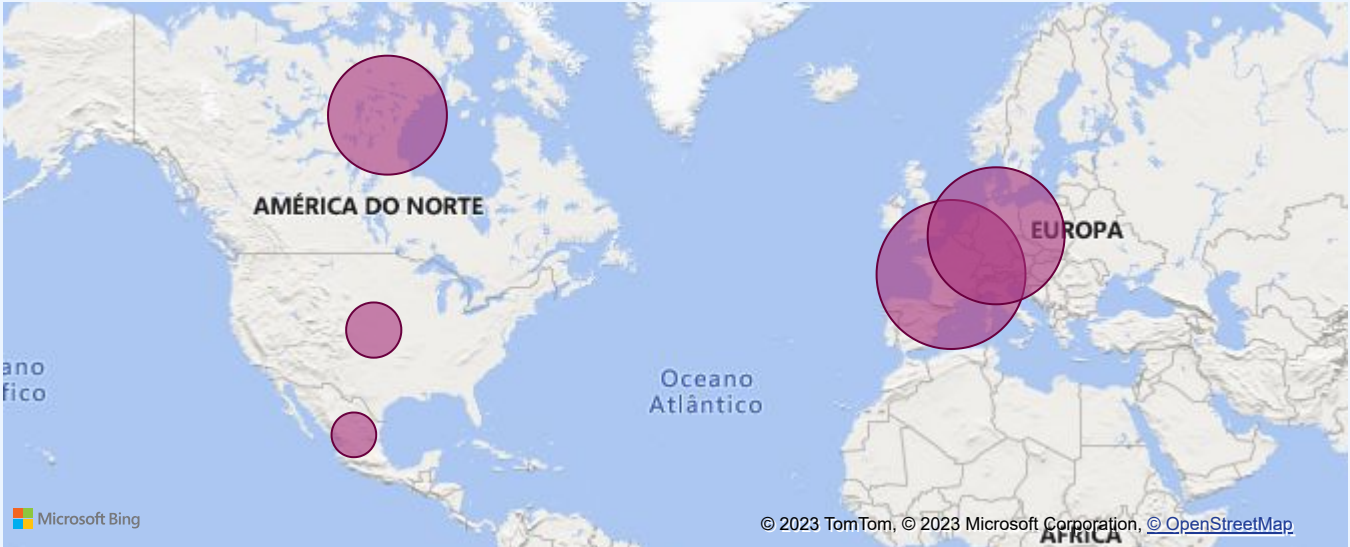 AMÉRICA DO NORTE
EUROPA
ano
fico
Oceano
Atlântico
Microsoft Bing
© 2023 TomTom, © 2023 Microsoft Corporation, © OpenStreetMap
ÁFRICA